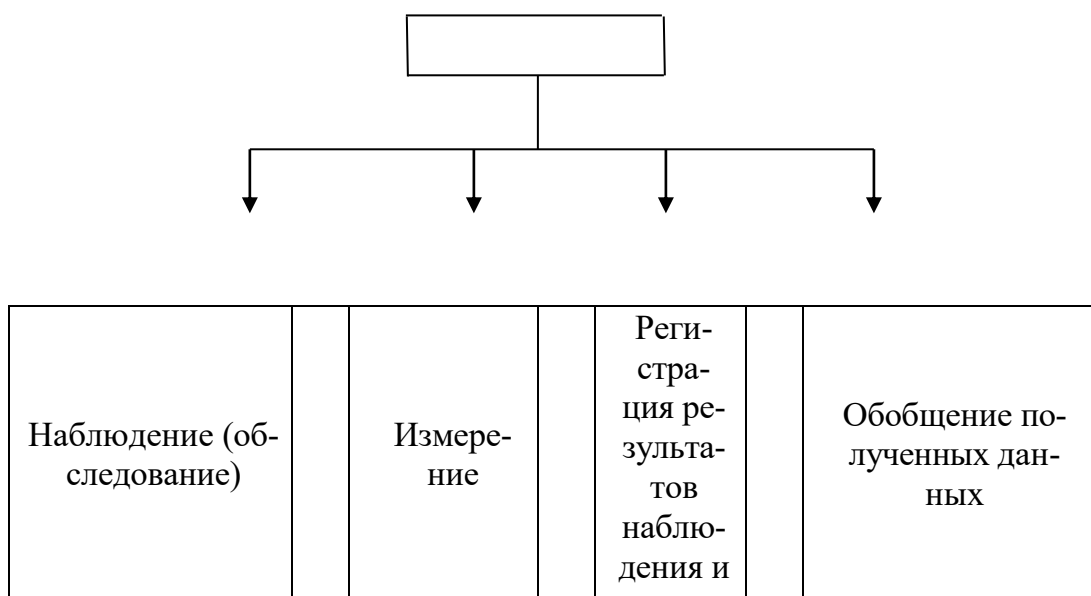 Наблюдение (об-
следование)
Измере-
ние
Реги-
стра-
ция ре-
зульта-
тов
наблю-
дения и
Обобщение по-
лученных дан-
ных